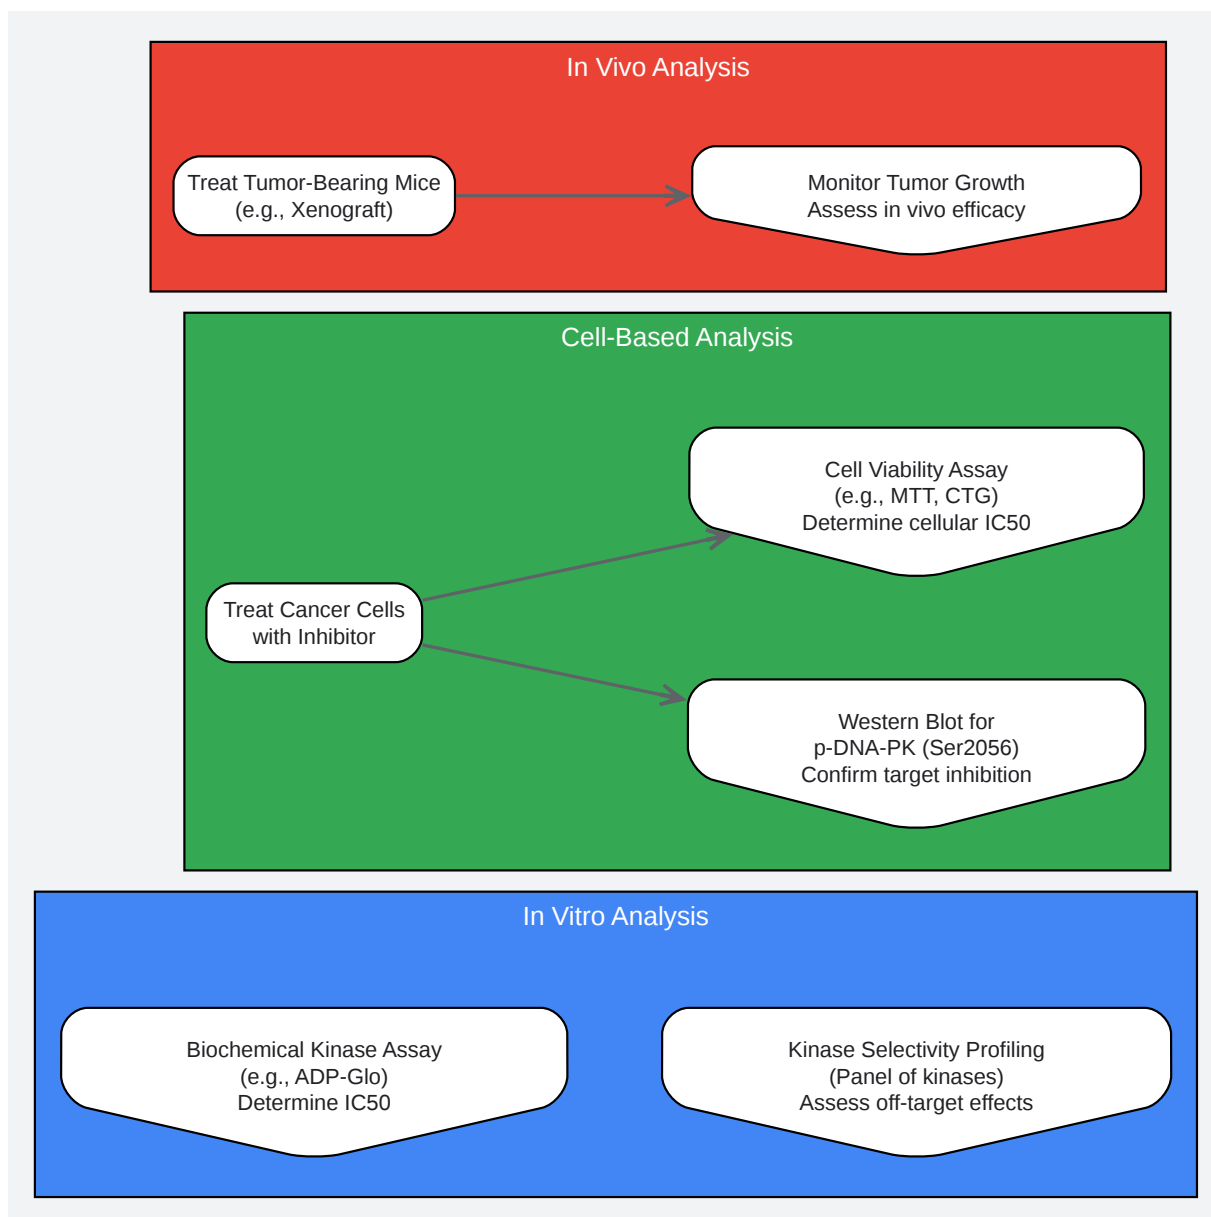 In Vivo Analysis
Treat Tumor-Bearing Mice
(e.g., Xenograft)
Monitor Tumor Growth
Assess in vivo efficacy
Cell-Based Analysis
Cell Viability Assay
(e.g., MTT, CTG)
Determine cellular IC50
Treat Cancer Cells
with Inhibitor
Western Blot for
p-DNA-PK (Ser2056)
Confirm target inhibition
In Vitro Analysis
Biochemical Kinase Assay
(e.g., ADP-Glo)
Determine IC50
Kinase Selectivity Profiling
(Panel of kinases)
Assess off-target effects